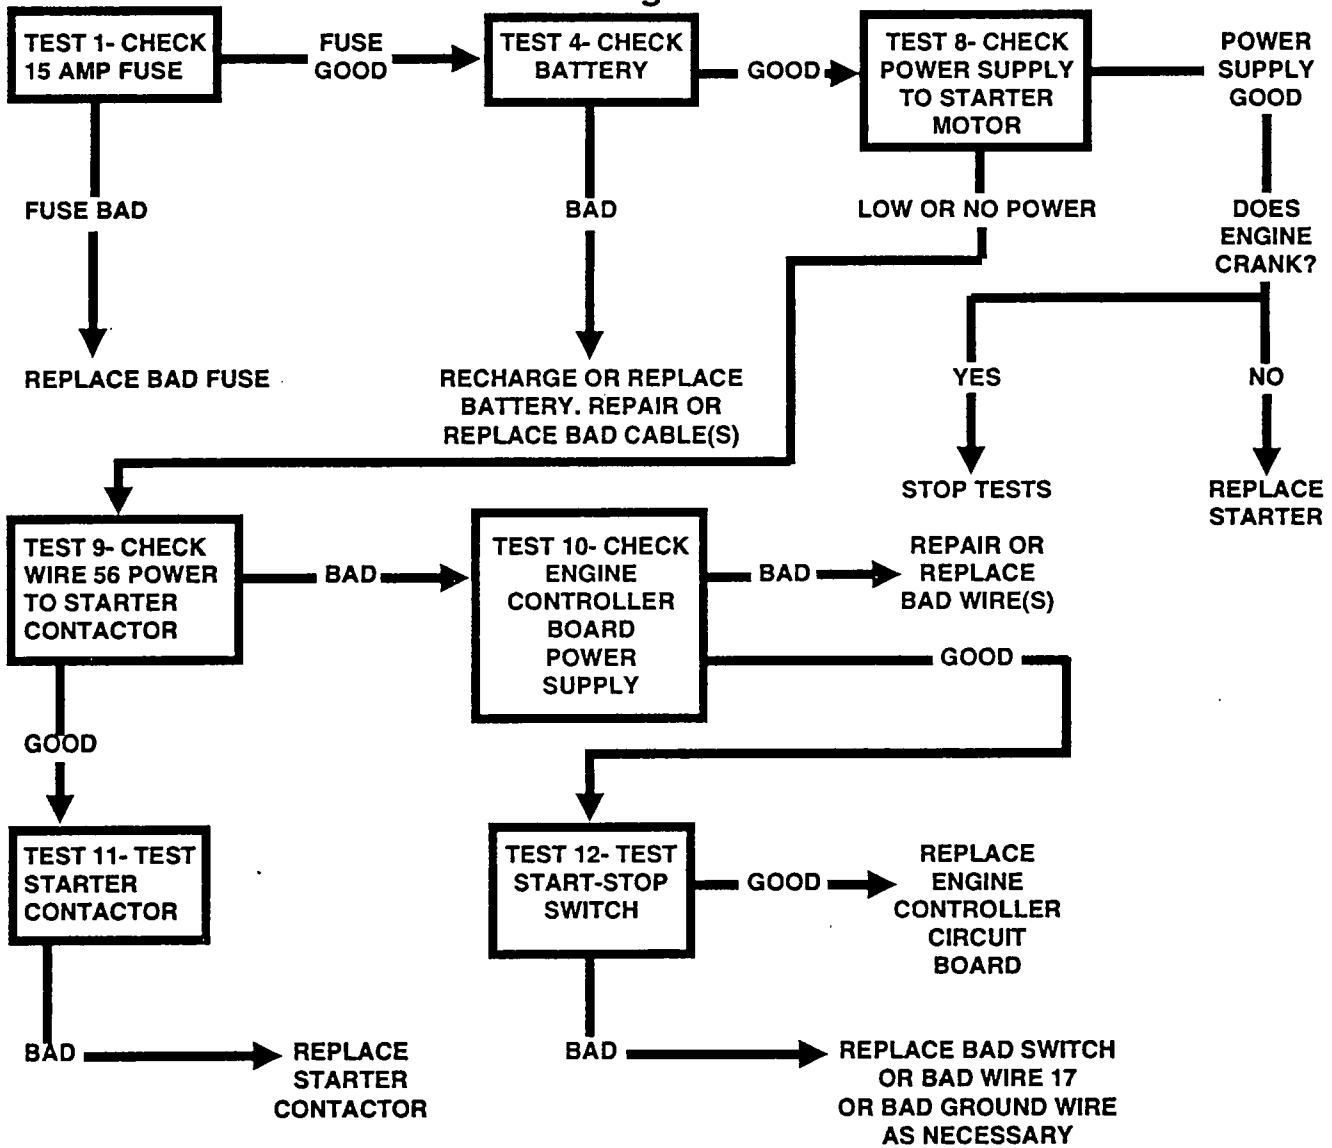 TEST 1- CHECK
15 AMP FUSE
FUSE
GOOD
TEST 4- CHECK
BATTERY
GOOD
TEST 8- CHECK
POWER SUPPLY
TO STARTER
MOTOR
POWER
SUPPLY
GOOD
FUSE BAD
BAD
LOW OR NO POWER
DOES
ENGINE
CRANK?
REPLACE BAD FUSE
RECHARGE OR REPLACE
BATTERY. REPAIR OR
REPLACE BAD CABLE(S)
YES
NO
STOP TESTS
REPLACE
STARTER
TEST 9- CHECK
WIRE 56 POWER
TO STARTER
CONTACTOR
BAD
TEST 10- CHECK
ENGINE
CONTROLLER
BOARD
POWER
SUPPLY
BAD
REPAIR OR
REPLACE
BAD WIRE(S)
GOOD
GOOD
TEST 11- TEST
STARTER
CONTACTOR
TEST 12- TEST
START-STOP
SWITCH
GOOD
REPLACE
ENGINE
CONTROLLER
CIRCUIT
BOARD
BAD
REPLACE
STARTER
CONTACTOR
BAD
REPLACE BAD SWITCH
OR BAD WIRE 17
OR BAD GROUND WIRE
AS NECESSARY